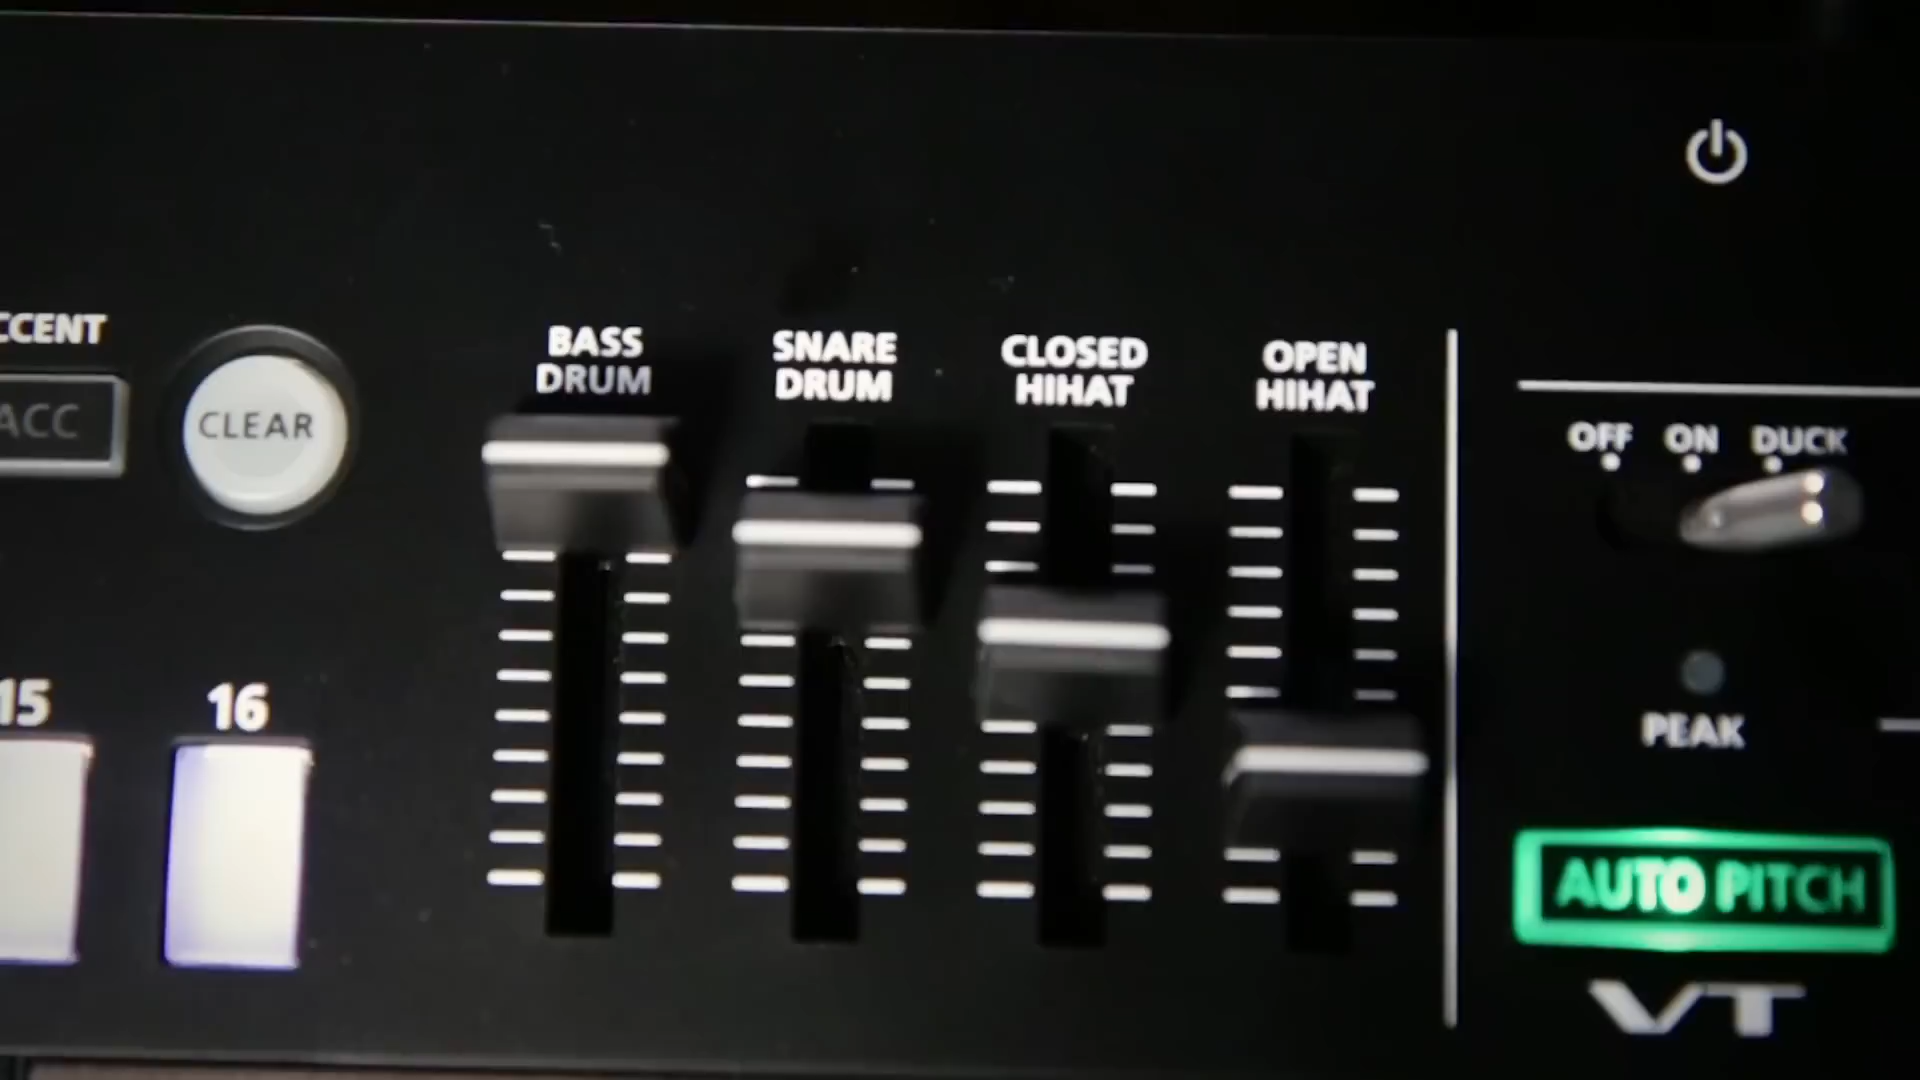 CCENT
ACC
CLEAR
15
16
BASS
DRUM
SNARE
DRUM
CLOSED
HIHAT
OPEN
HIHAT
OFF ON DUCK
PEAK
AUTO PITCH
VT